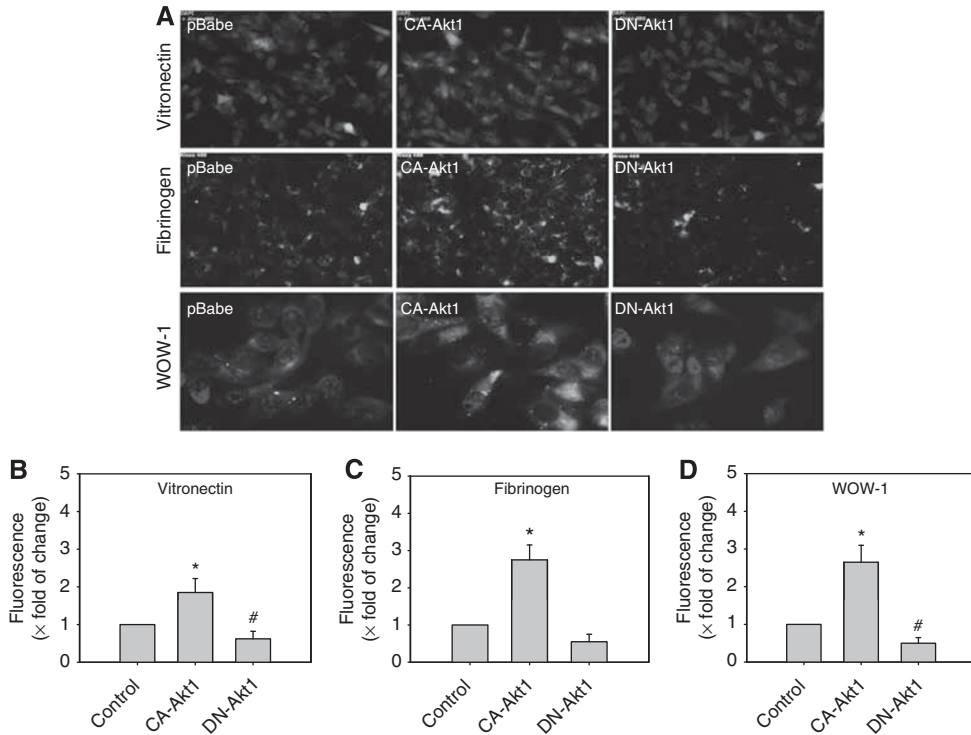 A
pBabe
CA-Akt1
DN-Akt1
Vitronectin
pBabe
CA-Akt1
DN-Akt1
Fibrinogen
pBabe
CA-Akt1
DN-Akt1
WOW-1
B
Vitronectin
Fluorescence
(× fold of change)
5
4
3
2
1
0
*
#
Control
CA-Akt1
DN-Akt1
C
Fibrinogen
Fluorescence
(× fold of change)
5
4
3
2
1
0
*
Control
CA-Akt1
DN-Akt1
D
WOW-1
Fluorescence
(× fold of change)
5
4
3
2
1
0
*
#
Control
CA-Akt1
DN-Akt1